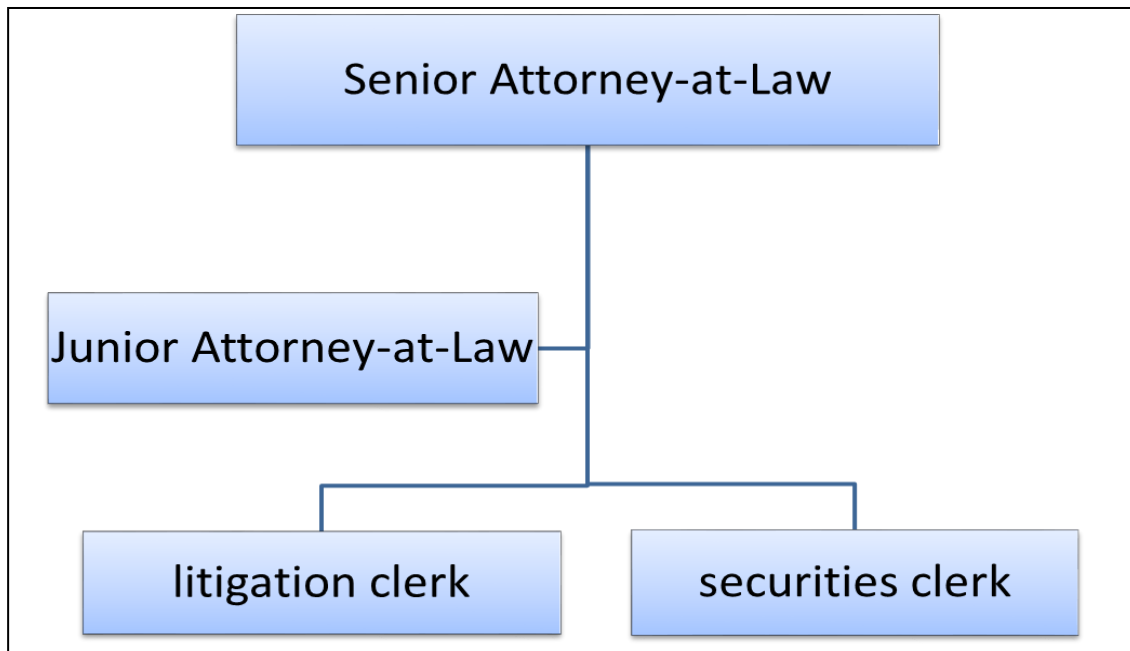 Senior Attorney-at-Law
Junior Attorney-at-Law
litigation clerk
securities clerk